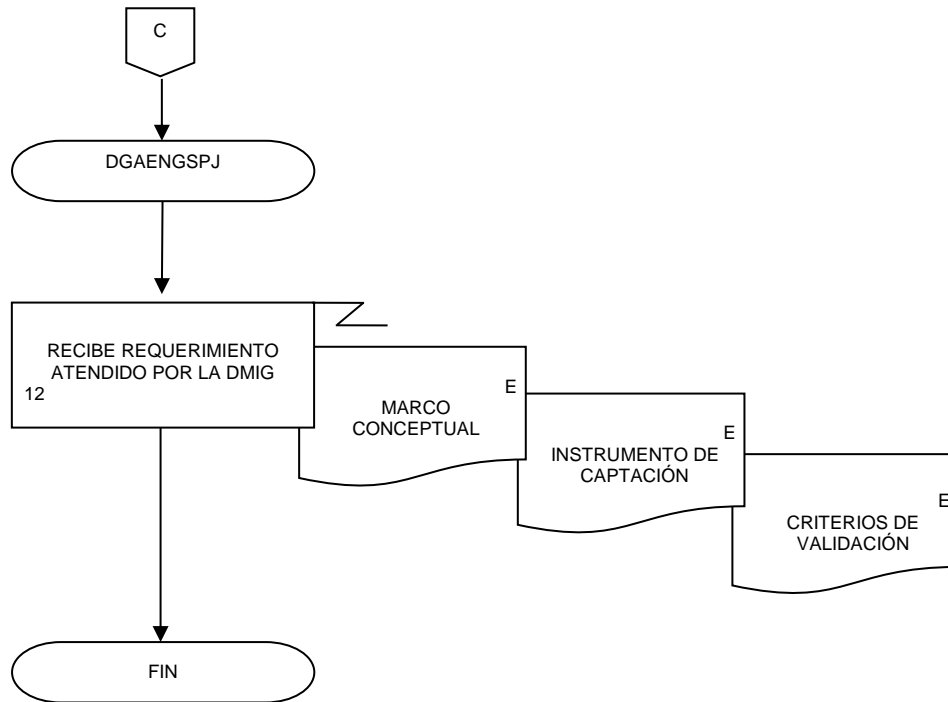 C
DGAENGSPJ
RECIBE REQUERIMIENTO
ATENDIDO POR LA DMIG
12
E
MARCO
CONCEPTUAL
E
INSTRUMENTO DE
CAPTACIÓN
E
CRITERIOS DE
VALIDACIÓN
FIN